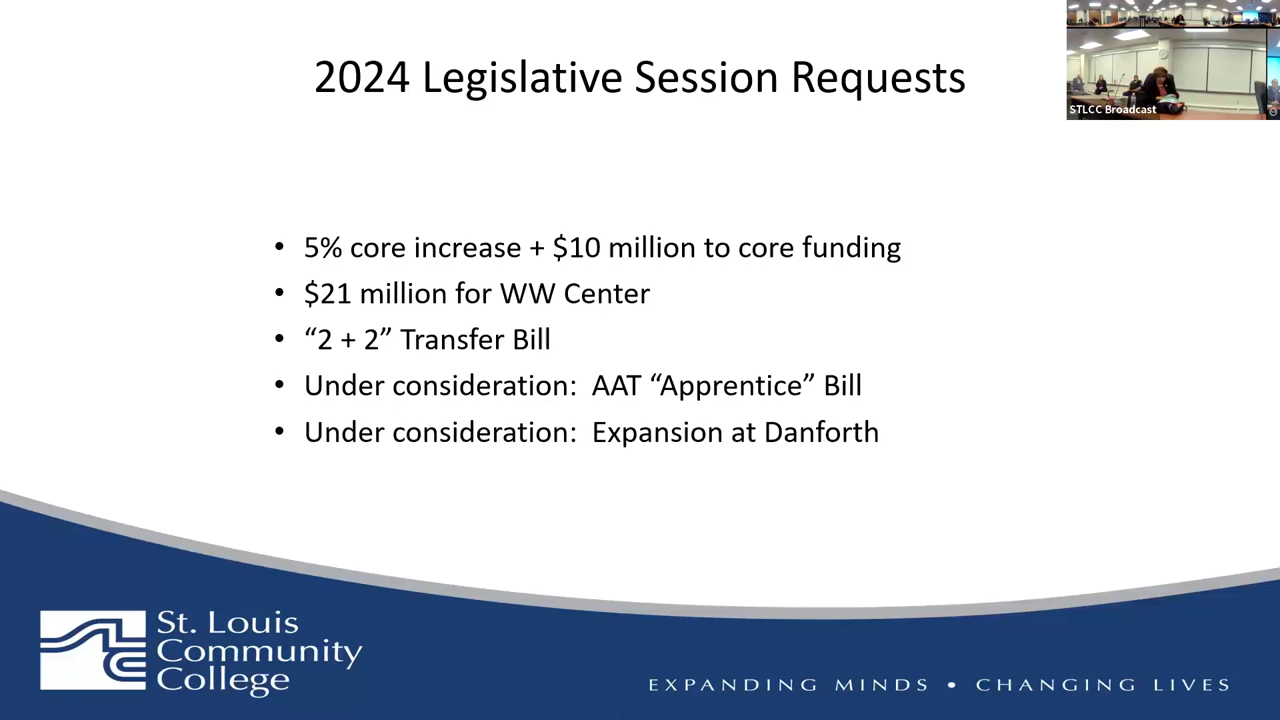 2024 Legislative Session Requests
STLCC Broadcast
• 5% core increase + $10 million to core funding
• $21 million for WW Center
• “2 + 2” Transfer Bill
• Under consideration:  AAT “Apprentice” Bill
• Under consideration:  Expansion at Danforth
St. Louis
Community
College
EXPANDING MINDS • CHANGING LIVES